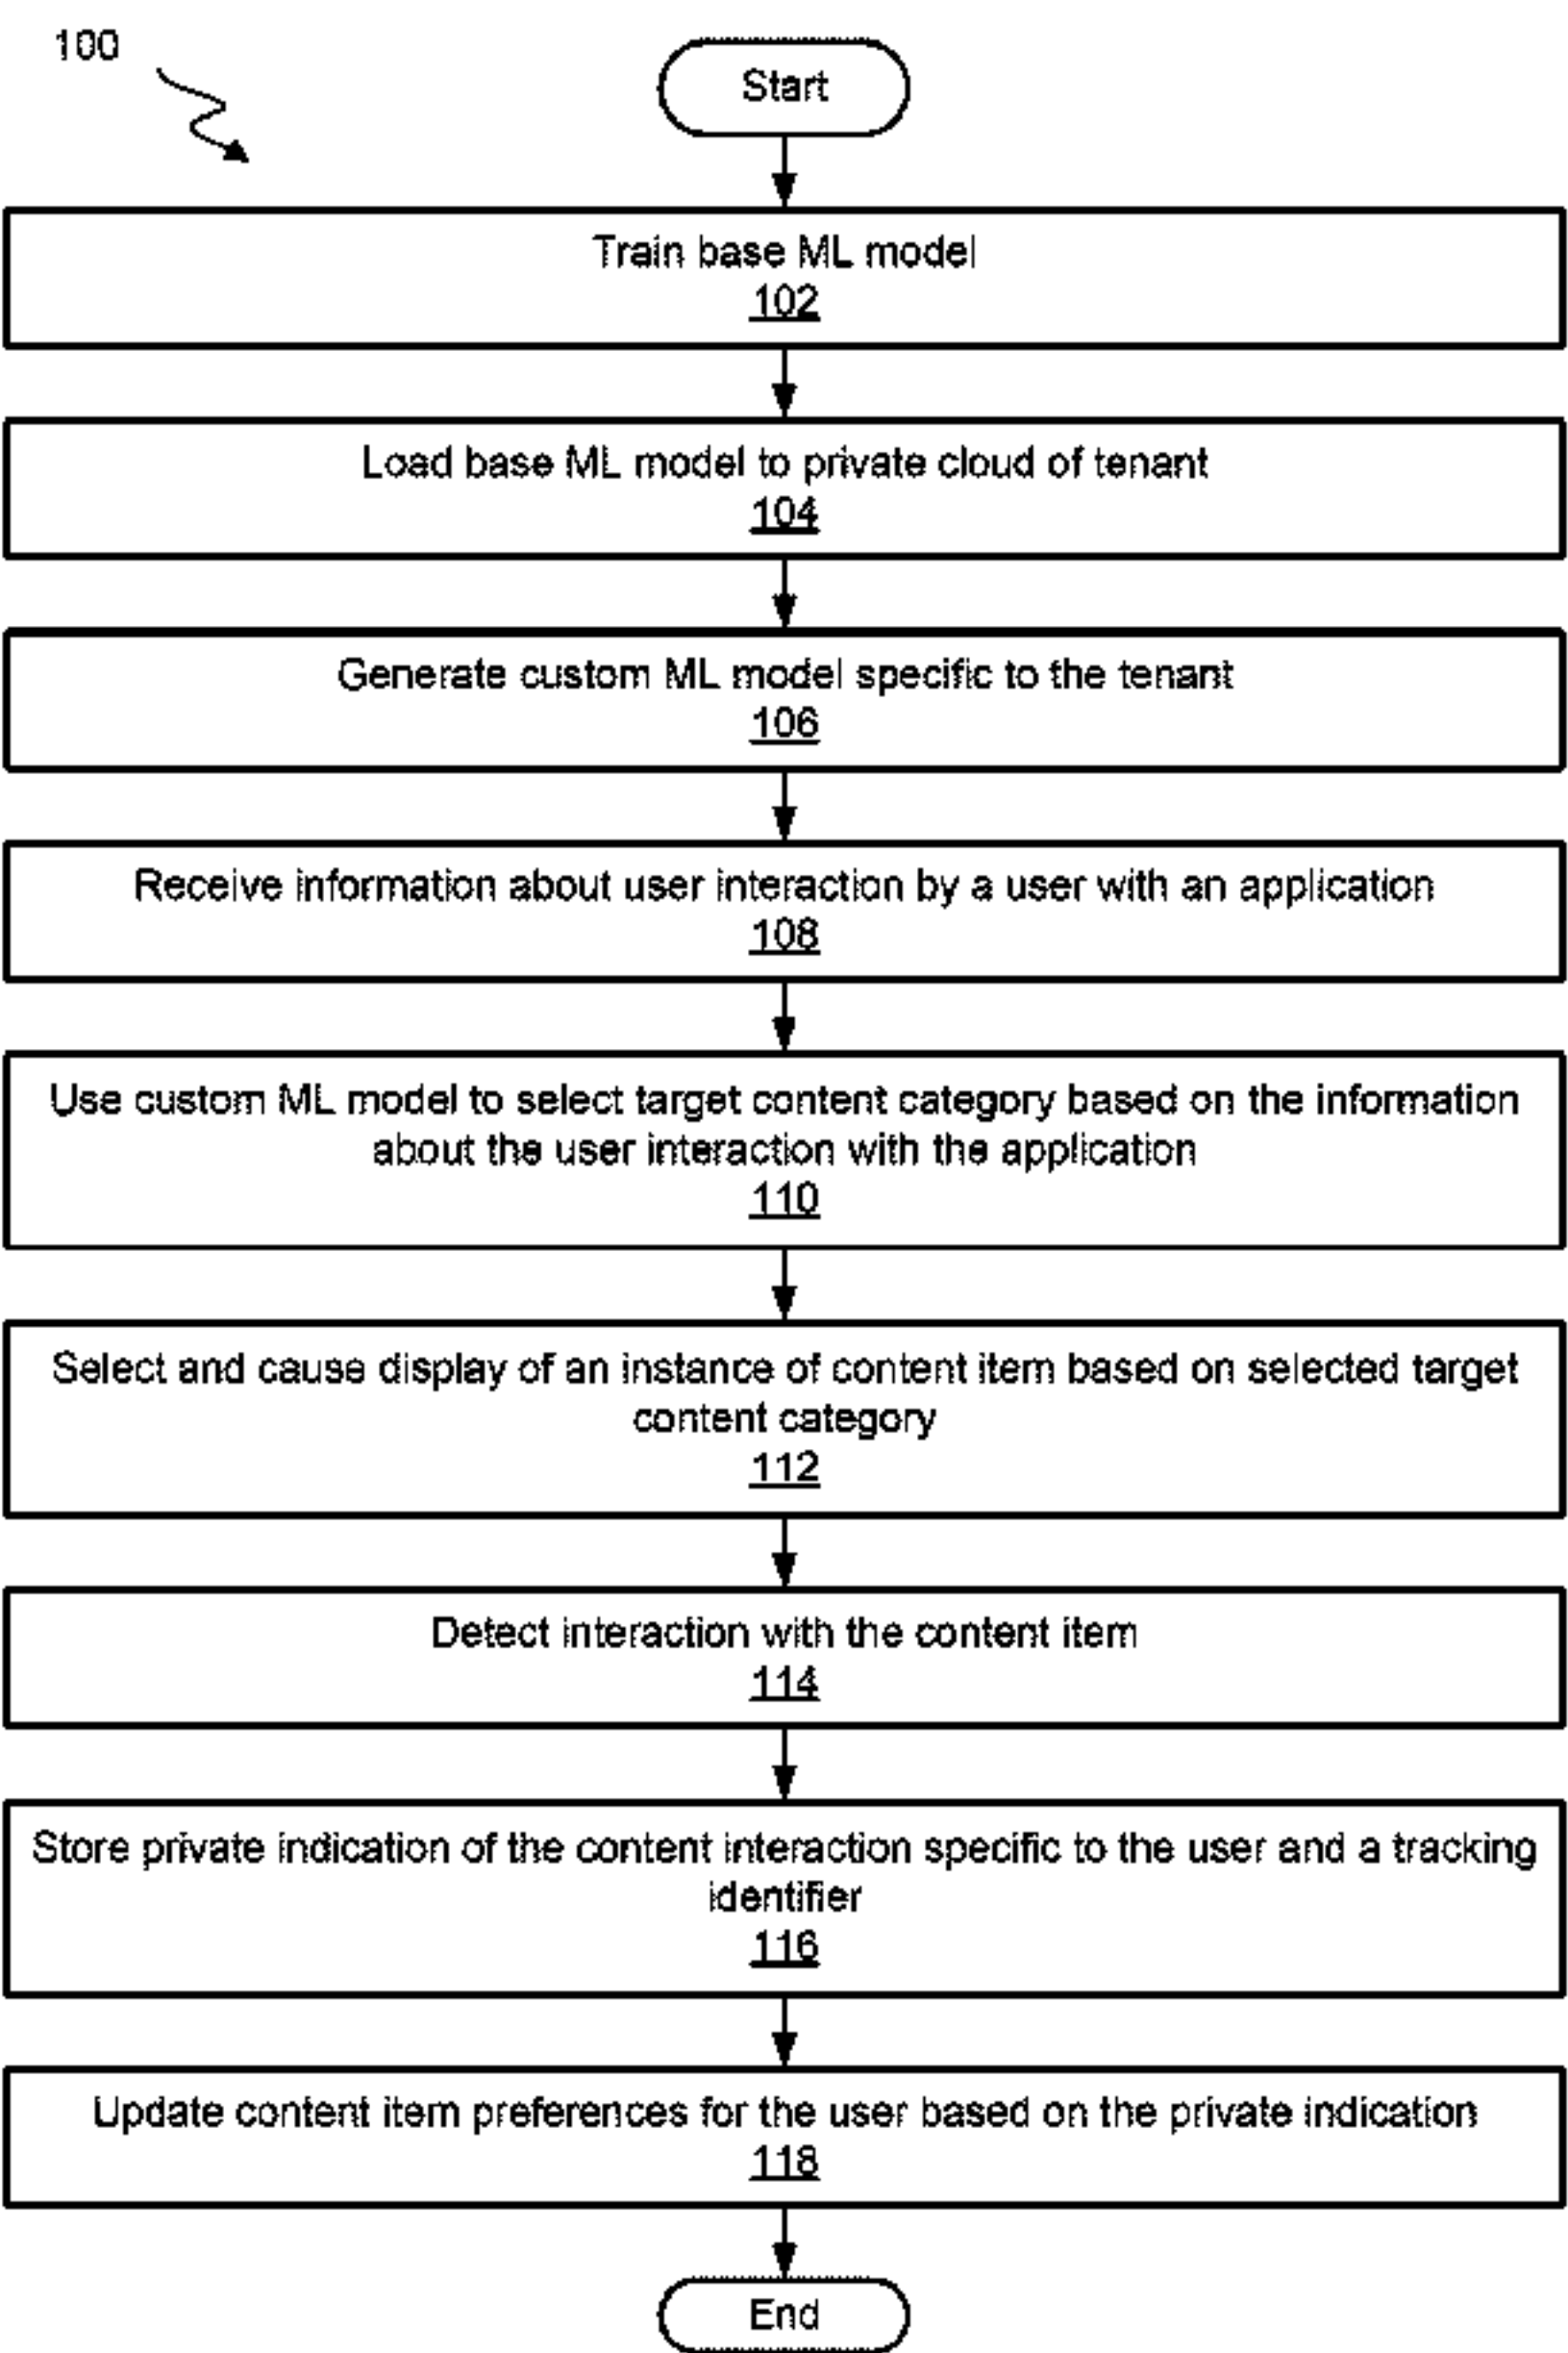 100
Start
Train base ML model
102
Load base ML model to private cloud of tenant
104
Generate custom ML model specific to the tenant
106
Receive information about user interaction by a user with an application
108
Use custom ML model to select target content category based on the information
about the user interaction with the application
110
Select and cause display of an instance of content item based on selected target
content category
112
Detect interaction with the content item
114
Store private indication of the content interaction specific to the user and a tracking
identifier
116
Update content item preferences for the user based on the private indication
118
End